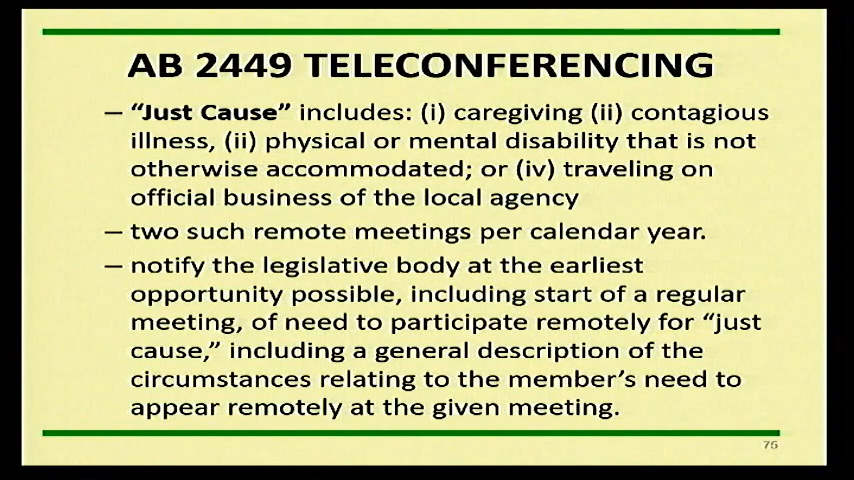 AB 2449 TELECONFERENCING
– “Just Cause” includes: (i) caregiving (ii) contagious
illness, (ii) physical or mental disability that is not
otherwise accommodated; or (iv) traveling on
official business of the local agency
– two such remote meetings per calendar year.
– notify the legislative body at the earliest
opportunity possible, including start of a regular
meeting, of need to participate remotely for “just
cause,” including a general description of the
circumstances relating to the member’s need to
appear remotely at the given meeting.
75